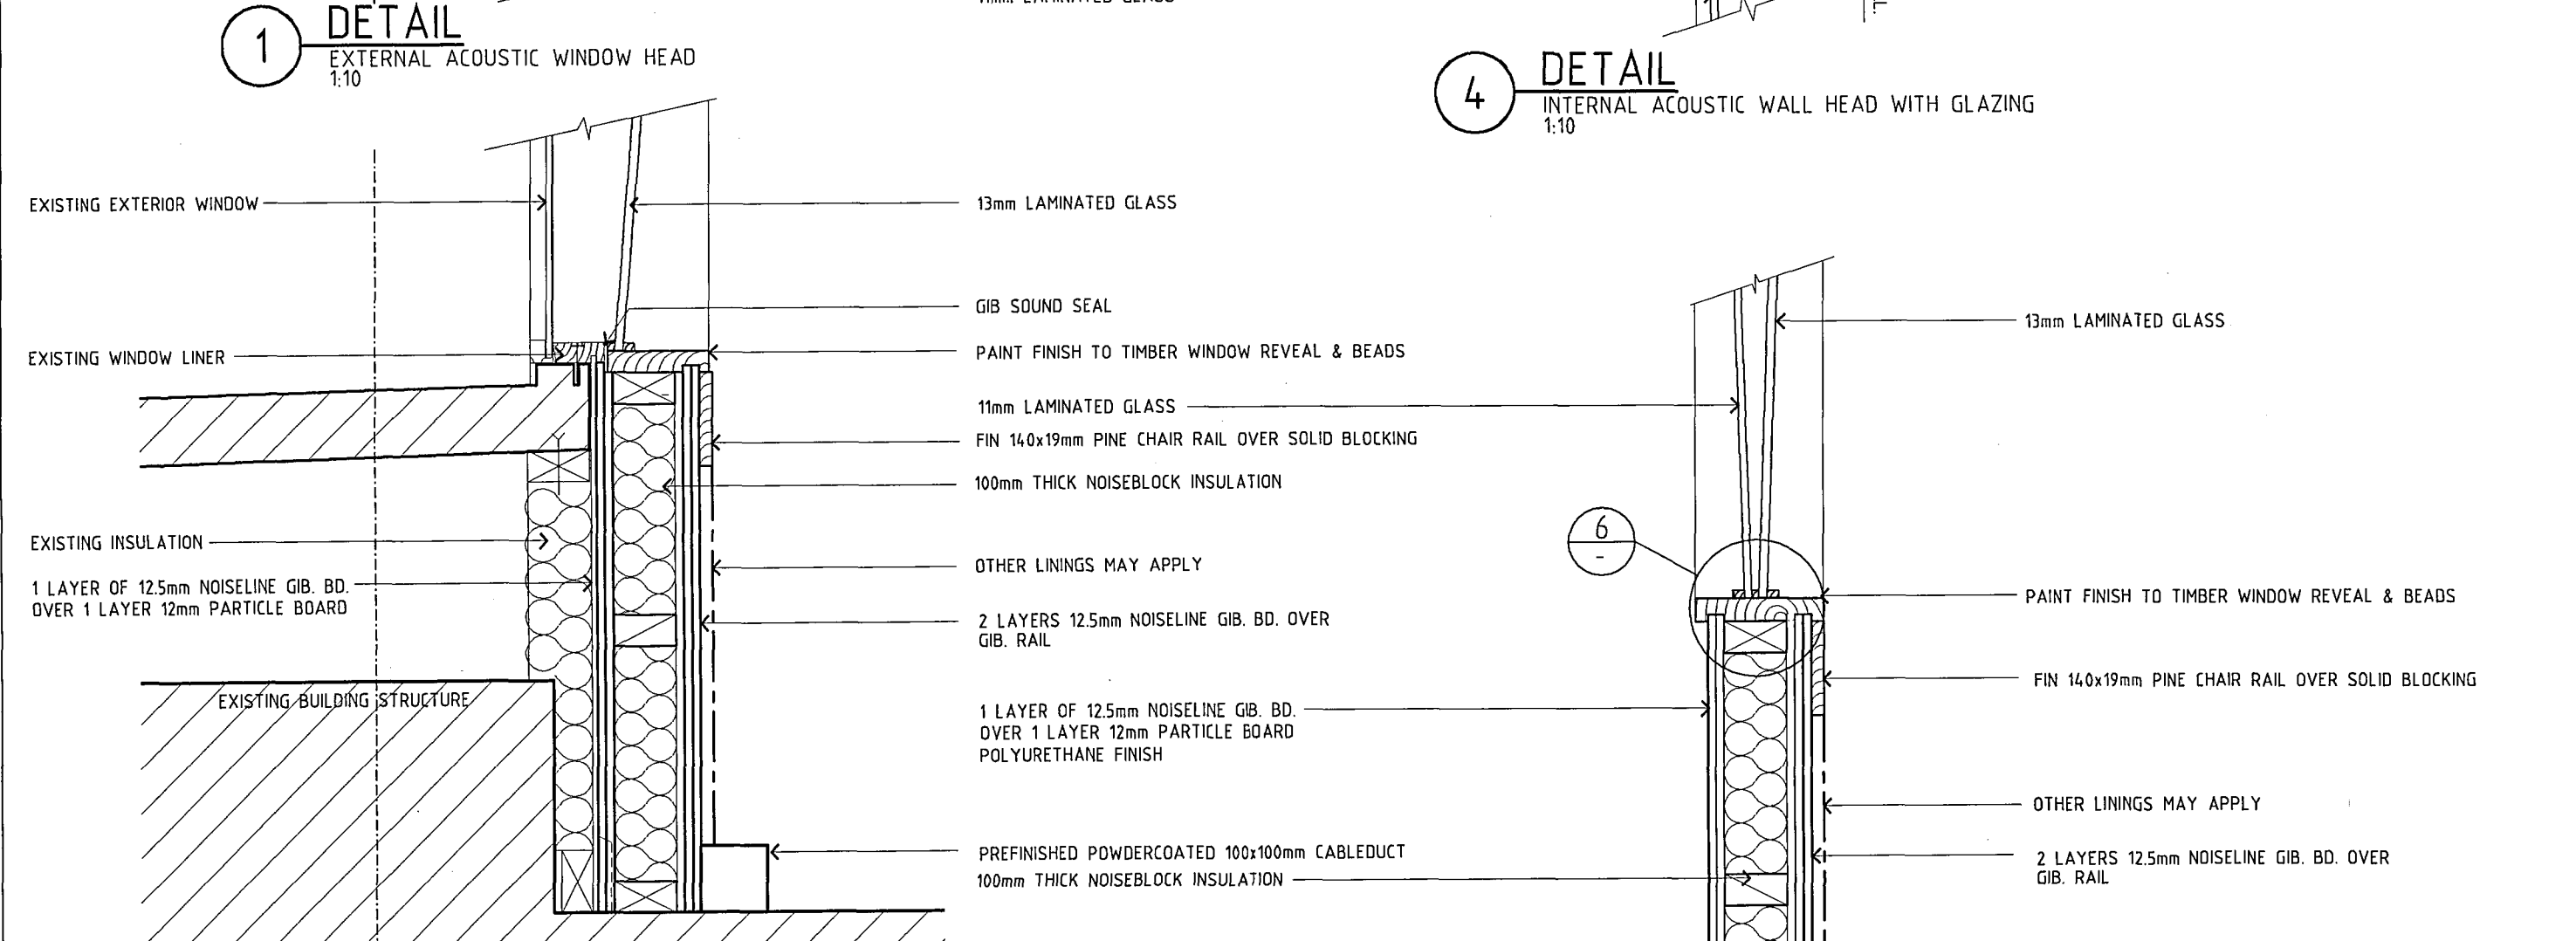 11mm LAMINATED GLASS
1
DETAIL
EXTERNAL ACOUSTIC WINDOW HEAD
1:10
4
DETAIL
INTERNAL ACOUSTIC WALL HEAD WITH GLAZING
1:10
EXISTING EXTERIOR WINDOW
EXISTING WINDOW LINER
EXISTING INSULATION
1 LAYER OF 12.5mm NOISELINE GIB. BD.
OVER 1 LAYER 12mm PARTICLE BOARD
EXISTING BUILDING STRUCTURE
13mm LAMINATED GLASS
GIB SOUND SEAL
PAINT FINISH TO TIMBER WINDOW REVEAL & BEADS
11mm LAMINATED GLASS
FIN 140x19mm PINE CHAIR RAIL OVER SOLID BLOCKING
100mm THICK NOISEBLOCK INSULATION
OTHER LININGS MAY APPLY
2 LAYERS 12.5mm NOISELINE GIB. BD. OVER
GIB. RAIL
1 LAYER OF 12.5mm NOISELINE GIB. BD.
OVER 1 LAYER 12mm PARTICLE BOARD
POLYURETHANE FINISH
PREFINISHED POWDERCOATED 100x100mm CABLEDUCT
100mm THICK NOISEBLOCK INSULATION
6
-
13mm LAMINATED GLASS
PAINT FINISH TO TIMBER WINDOW REVEAL & BEADS
FIN 140x19mm PINE CHAIR RAIL OVER SOLID BLOCKING
OTHER LININGS MAY APPLY
2 LAYERS 12.5mm NOISELINE GIB. BD. OVER
GIB. RAIL